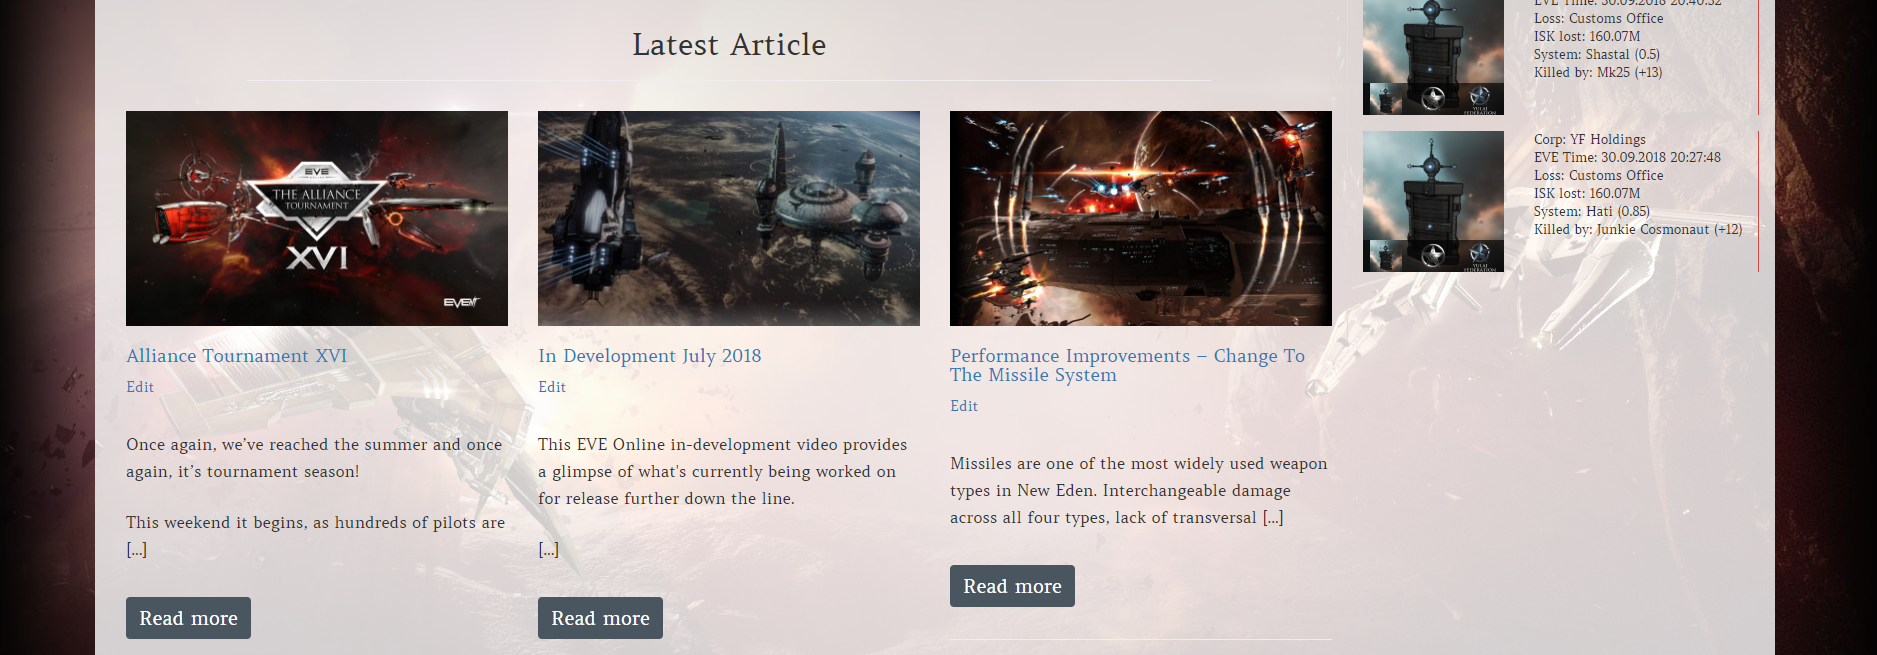 Latest Article
EVE
THE ALLIANCE
TOURNAMENT
XVI
Alliance Tournament XVI
Edit
Once again, we've reached the summer and once
again, it's tournament season!
This weekend it begins, as hundreds of pilots are
[...]
Read more
In Development July 2018
Edit
This EVE Online in-development video provides
a glimpse of what's currently being worked on
for release further down the line.
[...]
Read more
Performance Improvements – Change To
The Missile System
Edit
Missiles are one of the most widely used weapon
types in New Eden. Interchangeable damage
across all four types, lack of transversal [...]
Read more
EVE Time: 30.09.2018 20:40:52
Loss: Customs Office
ISK lost: 160.07M
System: Shastal (0.5)
Killed by: Mk25 (+13)
YULAI
FEDERATION
Corp: YF Holdings
EVE Time: 30.09.2018 20:27:48
Loss: Customs Office
ISK lost: 160.07M
System: Hati (0.85)
Killed by: Junkie Cosmonaut (+12)
YULAI
FEDERATION